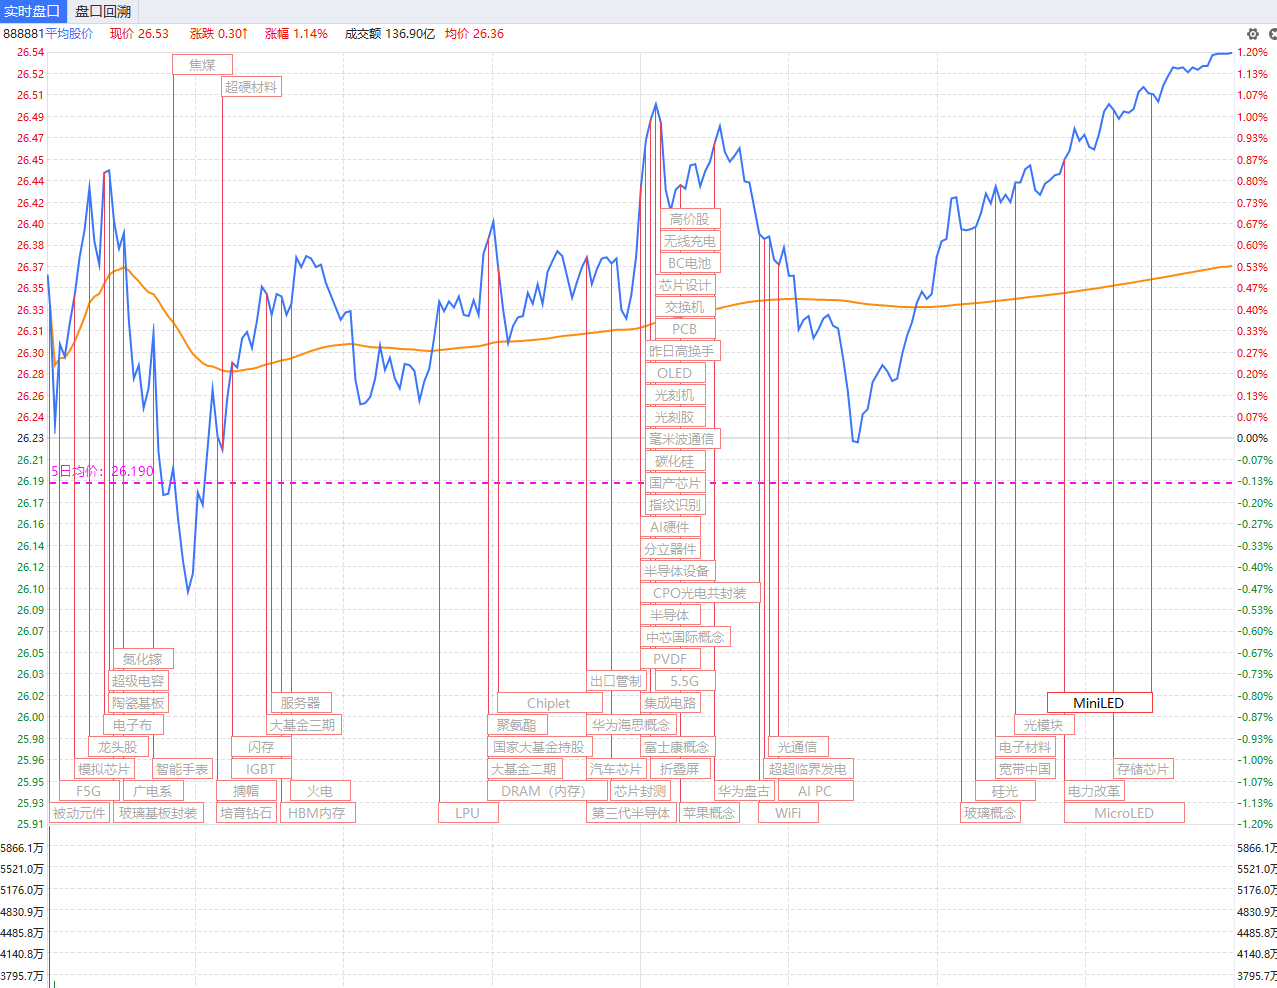 实时盘口 盘口回溯
888881平均股价 现价 26.53 涨跌 0.30↑ 涨幅 1.14% 成交额 136.90亿 均价 26.36
26.54 1.20%
26.52 1.13%
26.51 1.07%
26.49 1.00%
26.47 0.93%
26.45 0.87%
26.44 0.80%
26.42 0.73%
26.40 0.67%
26.38 0.60%
26.37 0.53%
26.35 0.47%
26.33 0.40%
26.31 0.33%
26.30 0.27%
26.28 0.20%
26.26 0.13%
26.24 0.07%
26.23 0.00%
26.21 -0.07%
26.19 -0.13%
26.17 -0.20%
26.16 -0.27%
26.14 -0.33%
26.12 -0.40%
26.10 -0.47%
26.09 -0.53%
26.07 -0.60%
26.05 -0.67%
26.03 -0.73%
26.02 -0.80%
26.00 -0.87%
25.98 -0.93%
25.96 -1.00%
25.95 -1.07%
25.93 -1.13%
25.91 -1.20%
焦煤
超硬材料
高价股
无线充电
BC电池
芯片设计
交换机
PCB
昨日高换手
OLED
光刻机
光刻胶
毫米波通信
碳化硅
5日均价：26.190
国产芯片
指纹识别
AI硬件
分立器件
半导体设备
CPO光电共封装
半导体
中芯国际概念
氮化镓 PVDF
超级电容 出口管制 5.5G
陶瓷基板 服务器 Chiplet 集成电路 MiniLED
电子布 大基金三期 聚氨酯 华为海思概念 光模块
龙头股 闪存 国家大基金持股 富士康概念 光通信 电子材料
模拟芯片 智能手表 IGBT 大基金二期 汽车芯片 折叠屏 超超临界发电 宽带中国 存储芯片
F5G 广电系 摘帽 火电 DRAM（内存） 芯片封测 华为盘古 AI PC 硅光 电力改革
被动元件 玻璃基板封装 培育钻石 HBM内存 LPU 第三代半导体 苹果概念 WiFi 玻璃概念 MicroLED
5866.1万 5866.1万
5521.0万 5521.0万
5176.0万 5176.0万
4830.9万 4830.9万
4485.8万 4485.8万
4140.8万 4140.8万
3795.7万 3795.7万